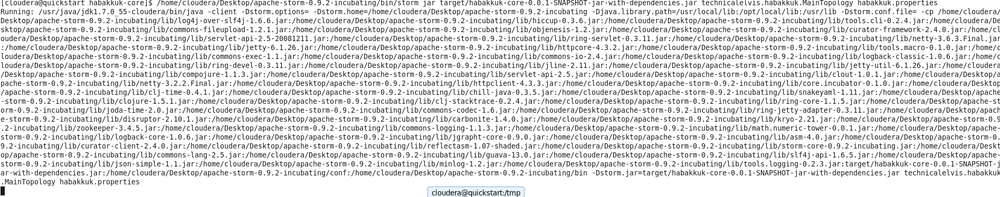 [cloudera@quickstart habakkuk-core]$ /home/cloudera/Desktop/apache-storm-0.9.2-incubating/bin/storm jar target/habakkuk-core-0.0.1-SNAPSHOT-jar-with-dependencies.jar technicalelvis.habakkuk.MainTopology habakkuk.properties
Running: /usr/java/jdk1.7.0_55-cloudera/bin/java -client -Dstorm.options= -Dstorm.home=/home/cloudera/Desktop/apache-storm-0.9.2-incubating -Djava.library.path=/usr/local/lib:/opt/local/lib:/usr/lib -Dstorm.conf.file= -cp /home/cloudera/
Desktop/apache-storm-0.9.2-incubating/lib/log4j-over-slf4j-1.6.6.jar:/home/cloudera/Desktop/apache-storm-0.9.2-incubating/lib/hiccup-0.3.6.jar:/home/cloudera/Desktop/apache-storm-0.9.2-incubating/lib/tools.cli-0.2.4.jar:/home/cloudera/De
sktop/apache-storm-0.9.2-incubating/lib/commons-fileupload-1.2.1.jar:/home/cloudera/Desktop/apache-storm-0.9.2-incubating/lib/objenesis-1.2.jar:/home/cloudera/Desktop/apache-storm-0.9.2-incubating/lib/curator-framework-2.4.0.jar:/home/cl
oudera/Desktop/apache-storm-0.9.2-incubating/lib/servlet-api-2.5-20081211.jar:/home/cloudera/Desktop/apache-storm-0.9.2-incubating/lib/ring-servlet-0.3.11.jar:/home/cloudera/Desktop/apache-storm-0.9.2-incubating/lib/netty-3.6.3.Final.jar
:/home/cloudera/Desktop/apache-storm-0.9.2-incubating/lib/jetty-6.1.26.jar:/home/cloudera/Desktop/apache-storm-0.9.2-incubating/lib/httpcore-4.3.2.jar:/home/cloudera/Desktop/apache-storm-0.9.2-incubating/lib/tools.macro-0.1.0.jar:/home/c
loudera/Desktop/apache-storm-0.9.2-incubating/lib/commons-exec-1.1.jar:/home/cloudera/Desktop/apache-storm-0.9.2-incubating/lib/commons-io-2.4.jar:/home/cloudera/Desktop/apache-storm-0.9.2-incubating/lib/logback-classic-1.0.6.jar:/home/c
loudera/Desktop/apache-storm-0.9.2-incubating/lib/ring-devel-0.3.11.jar:/home/cloudera/Desktop/apache-storm-0.9.2-incubating/lib/jline-2.11.jar:/home/cloudera/Desktop/apache-storm-0.9.2-incubating/lib/jetty-util-6.1.26.jar:/home/cloudera
/Desktop/apache-storm-0.9.2-incubating/lib/compojure-1.1.3.jar:/home/cloudera/Desktop/apache-storm-0.9.2-incubating/lib/servlet-api-2.5.jar:/home/cloudera/Desktop/apache-storm-0.9.2-incubating/lib/clout-1.0.1.jar:/home/cloudera/Desktop/a
pache-storm-0.9.2-incubating/lib/netty-3.2.2.Final.jar:/home/cloudera/Desktop/apache-storm-0.9.2-incubating/lib/httpclient-4.3.3.jar:/home/cloudera/Desktop/apache-storm-0.9.2-incubating/lib/core.incubator-0.1.0.jar:/home/cloudera/Desktop
/apache-storm-0.9.2-incubating/lib/clj-time-0.4.1.jar:/home/cloudera/Desktop/apache-storm-0.9.2-incubating/lib/chill-java-0.3.5.jar:/home/cloudera/Desktop/apache-storm-0.9.2-incubating/lib/snakeyaml-1.11.jar:/home/cloudera/Desktop/apache
-storm-0.9.2-incubating/lib/clojure-1.5.1.jar:/home/cloudera/Desktop/apache-storm-0.9.2-incubating/lib/clj-stacktrace-0.2.4.jar:/home/cloudera/Desktop/apache-storm-0.9.2-incubating/lib/ring-core-1.1.5.jar:/home/cloudera/Desktop/apache-st
orm-0.9.2-incubating/lib/joda-time-2.0.jar:/home/cloudera/Desktop/apache-storm-0.9.2-incubating/lib/commons-codec-1.6.jar:/home/cloudera/Desktop/apache-storm-0.9.2-incubating/lib/ring-jetty-adapter-0.3.11.jar:/home/cloudera/Desktop/apach
e-storm-0.9.2-incubating/lib/disruptor-2.10.1.jar:/home/cloudera/Desktop/apache-storm-0.9.2-incubating/lib/carbonite-1.4.0.jar:/home/cloudera/Desktop/apache-storm-0.9.2-incubating/lib/kryo-2.21.jar:/home/cloudera/Desktop/apache-storm-0.9
.2-incubating/lib/zookeeper-3.4.5.jar:/home/cloudera/Desktop/apache-storm-0.9.2-incubating/lib/commons-logging-1.1.3.jar:/home/cloudera/Desktop/apache-storm-0.9.2-incubating/lib/math.numeric-tower-0.0.1.jar:/home/cloudera/Desktop/apache-
storm-0.9.2-incubating/lib/logback-core-1.0.6.jar:/home/cloudera/Desktop/apache-storm-0.9.2-incubating/lib/jgrapht-core-0.9.0.jar:/home/cloudera/Desktop/apache-storm-0.9.2-incubating/lib/asm-4.0.jar:/home/cloudera/Desktop/apache-storm-0.
9.2-incubating/lib/curator-client-2.4.0.jar:/home/cloudera/Desktop/apache-storm-0.9.2-incubating/lib/reflectasm-1.07-shaded.jar:/home/cloudera/Desktop/apache-storm-0.9.2-incubating/lib/storm-core-0.9.2-incubating.jar:/home/cloudera/Deskt
op/apache-storm-0.9.2-incubating/lib/commons-lang-2.5.jar:/home/cloudera/Desktop/apache-storm-0.9.2-incubating/lib/guava-13.0.jar:/home/cloudera/Desktop/apache-storm-0.9.2-incubating/lib/slf4j-api-1.6.5.jar:/home/cloudera/Desktop/apache-
storm-0.9.2-incubating/lib/json-simple-1.1.jar:/home/cloudera/Desktop/apache-storm-0.9.2-incubating/lib/minlog-1.2.jar:/home/cloudera/Desktop/apache-storm-0.9.2-incubating/lib/tools.logging-0.2.3.jar:target/habakkuk-core-0.0.1-SNAPSHOT-j
ar-with-dependencies.jar:/home/cloudera/Desktop/apache-storm-0.9.2-incubating/conf:/home/cloudera/Desktop/apache-storm-0.9.2-incubating/bin -Dstorm.jar=target/habakkuk-core-0.0.1-SNAPSHOT-jar-with-dependencies.jar technicalelvis.habakkuk
.MainTopology habakkuk.properties
cloudera@quickstart:/tmp